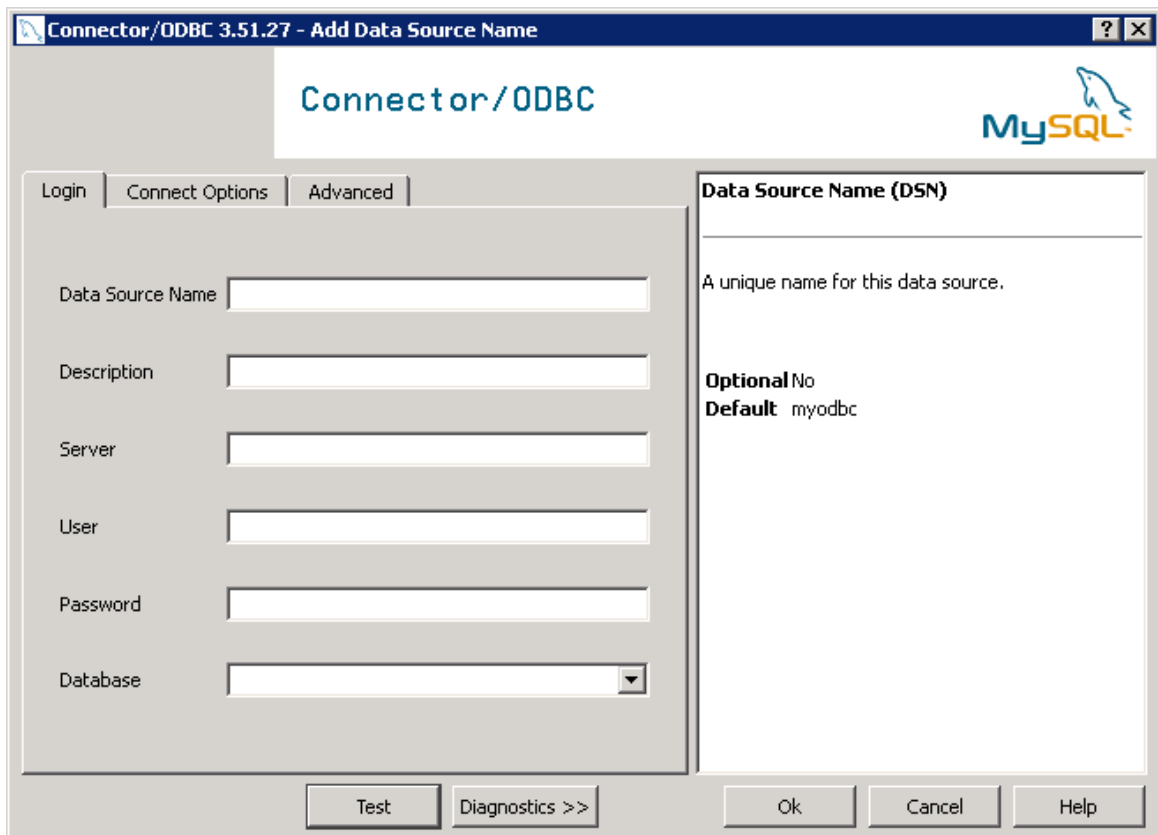 Connector/ODBC 3.51.27 - Add Data Source Name
Connector/ODBC
MySQL
Login
Connect Options
Advanced
Data Source Name
Description
Server
User
Password
Database
Data Source Name (DSN)
A unique name for this data source.
Optional No
Default myodbc
Test
Diagnostics >>
Ok
Cancel
Help